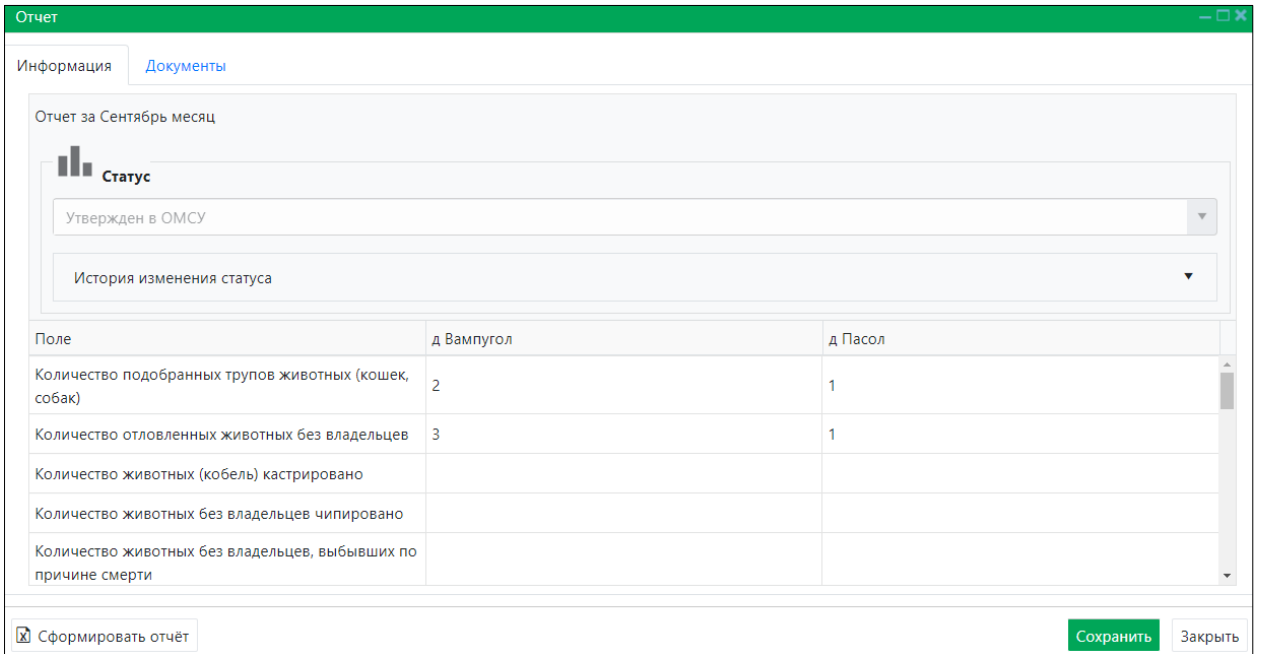 Отчет
Информация Документы
Отчет за Сентябрь месяц
Статус
Утвержден в ОМСУ
История изменения статуса
Поле д Вампугол д Пасол
Количество подобранных трупов животных (кошек,
собак) 2 1
Количество отловленных животных без владельцев 3 1
Количество животных (кобель) кастрировано
Количество животных без владельцев чипировано
Количество животных без владельцев, выбывших по
причине смерти
Сформировать отчёт Сохранить Закрыть